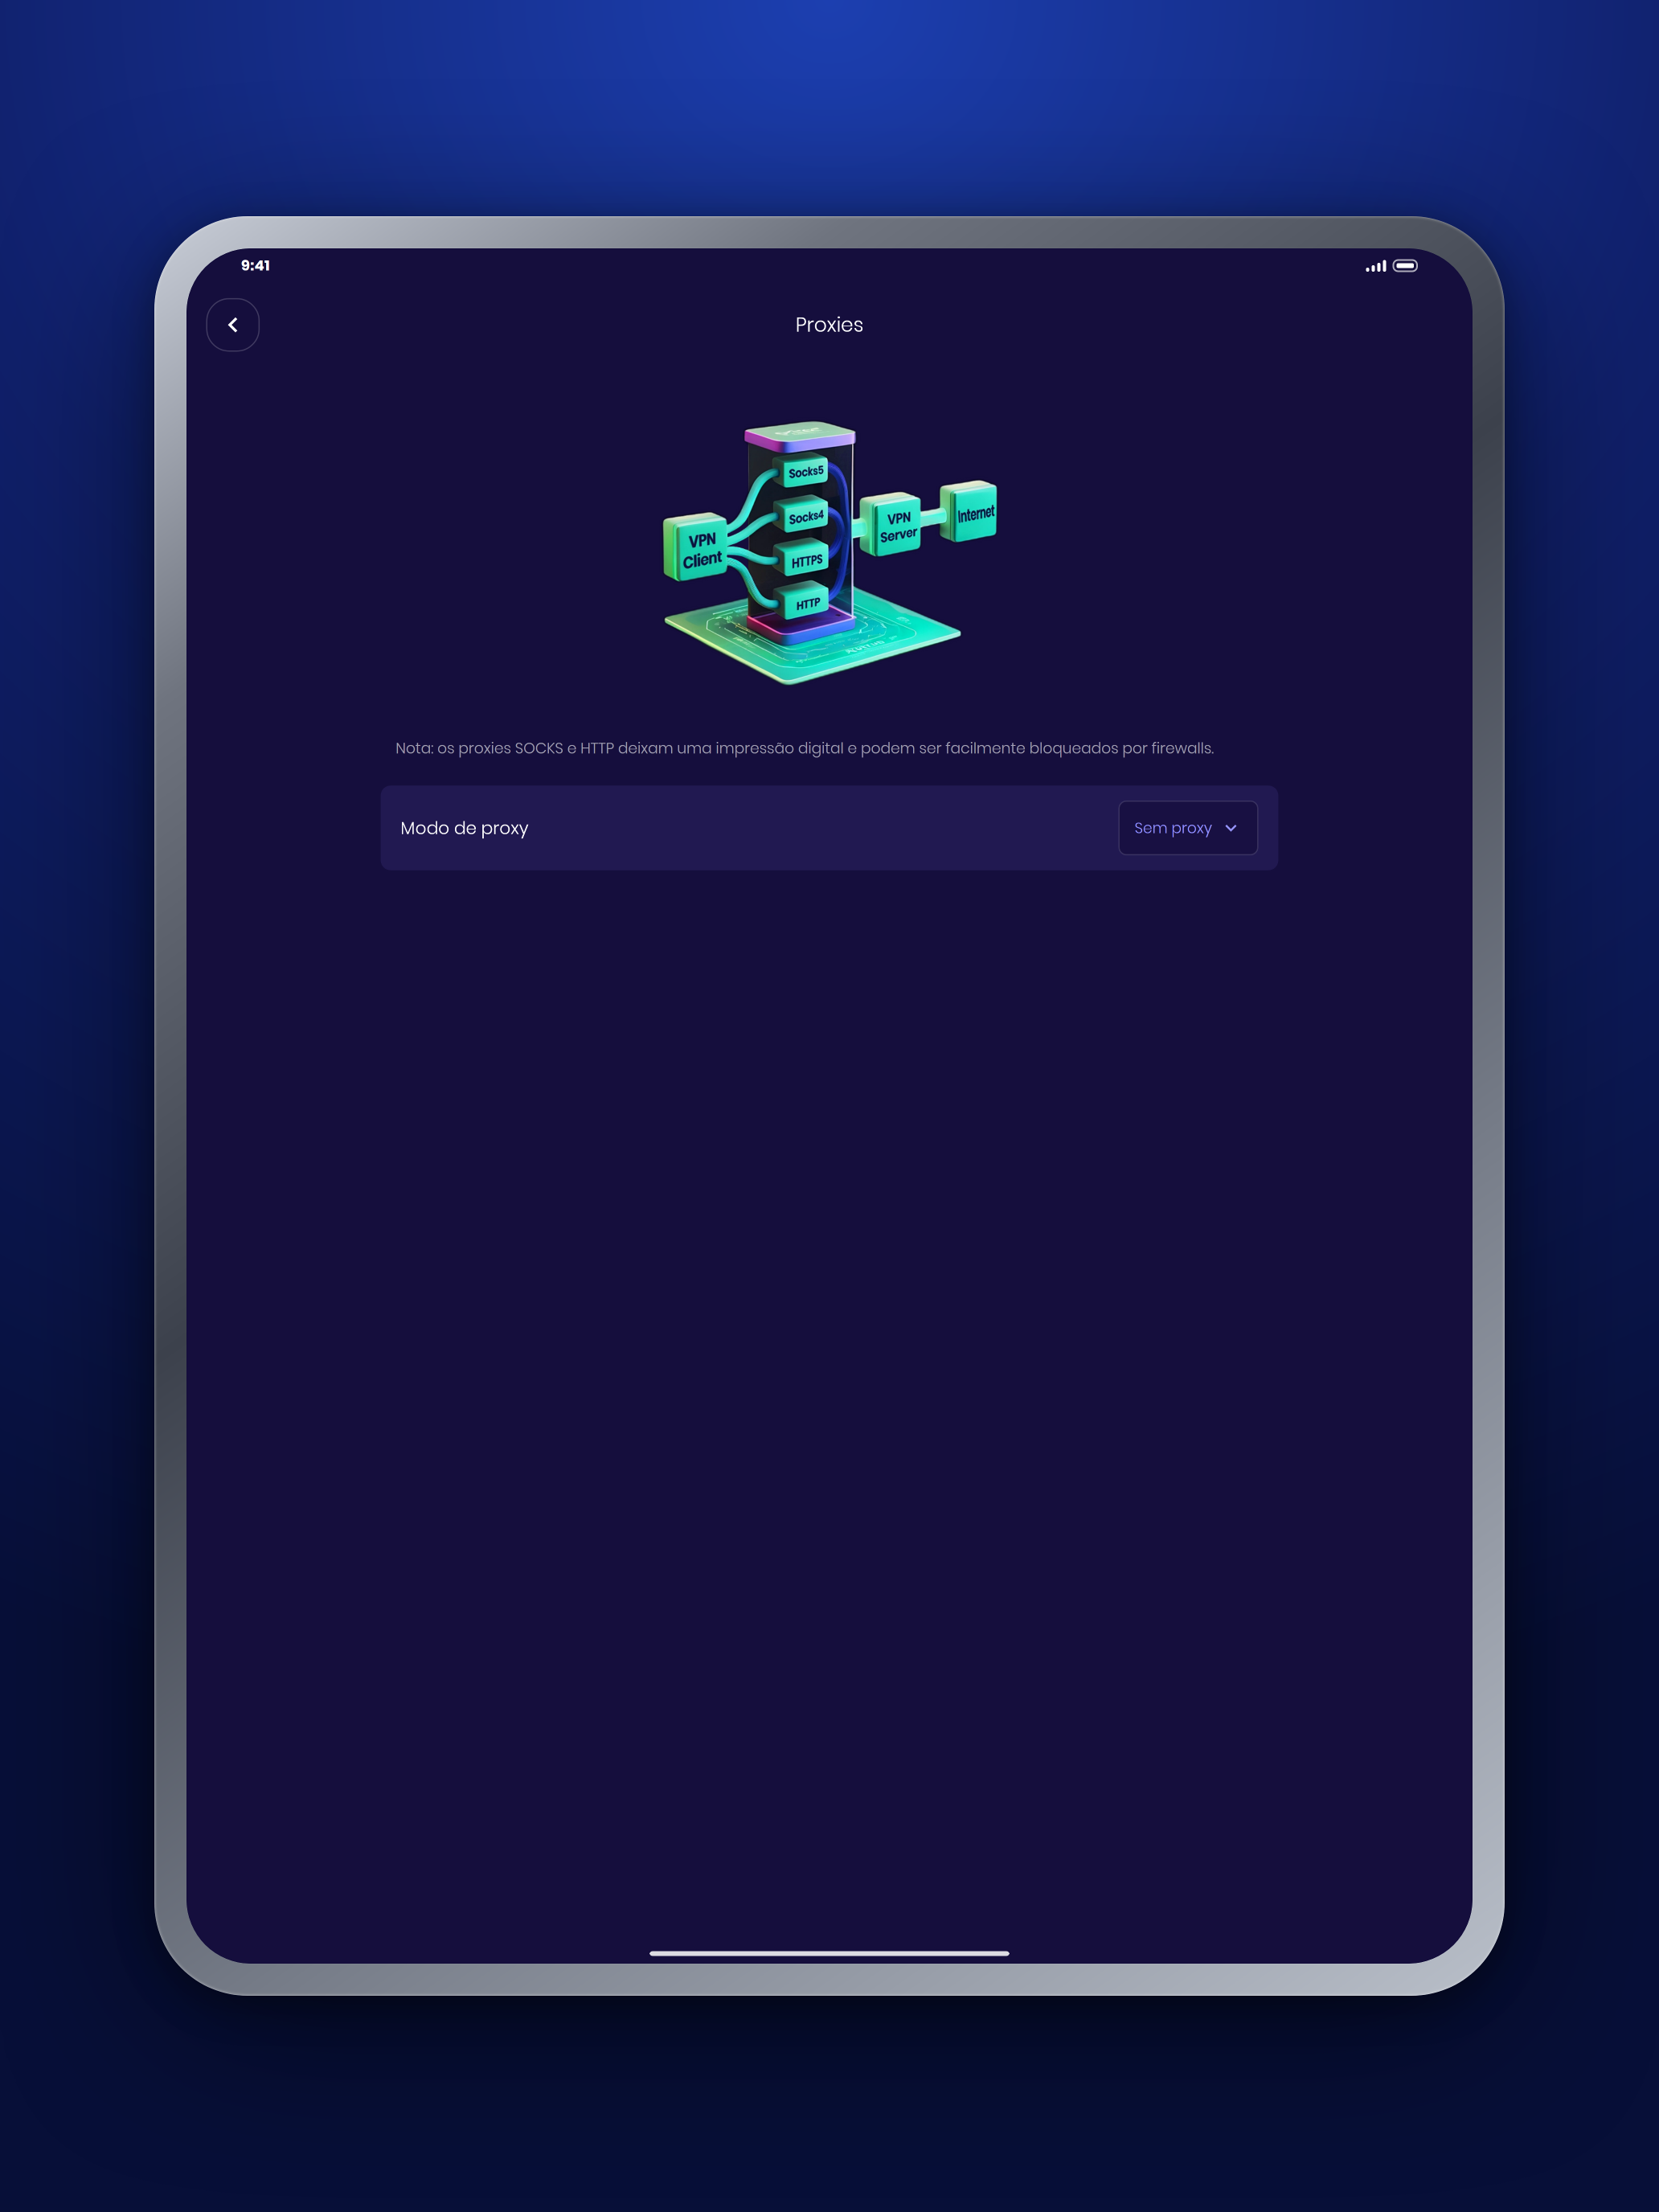 9:41
Proxies
Socks5
Socks4
HTTPS
HTTP
VPN
Client
VPN
Server
Internet
Nota: os proxies SOCKS e HTTP deixam uma impressão digital e podem ser facilmente bloqueados por firewalls.
Modo de proxy
Sem proxy